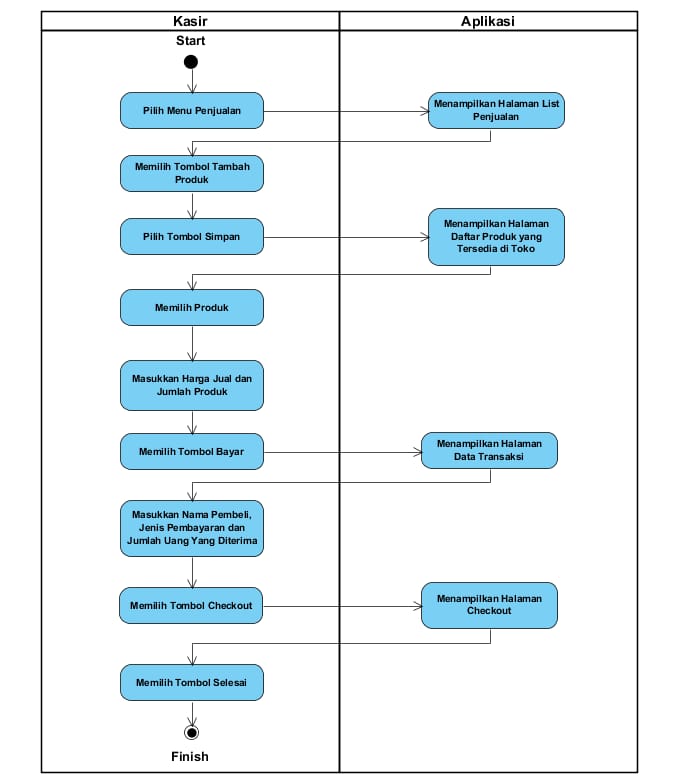 Kasir
Aplikasi
Start
Pilih Menu Penjualan
Menampilkan Halaman List
Penjualan
Memilih Tombol Tambah
Produk
Pilih Tombol Simpan
Menampilkan Halaman
Daftar Produk yang
Tersedia di Toko
Memilih Produk
Masukkan Harga Jual dan
Jumlah Produk
Memilih Tombol Bayar
Menampilkan Halaman
Data Transaksi
Masukkan Nama Pembeli,
Jenis Pembayaran dan
Jumlah Uang Yang Diterima
Memilih Tombol Checkout
Menampilkan Halaman
Checkout
Memilih Tombol Selesai
Finish